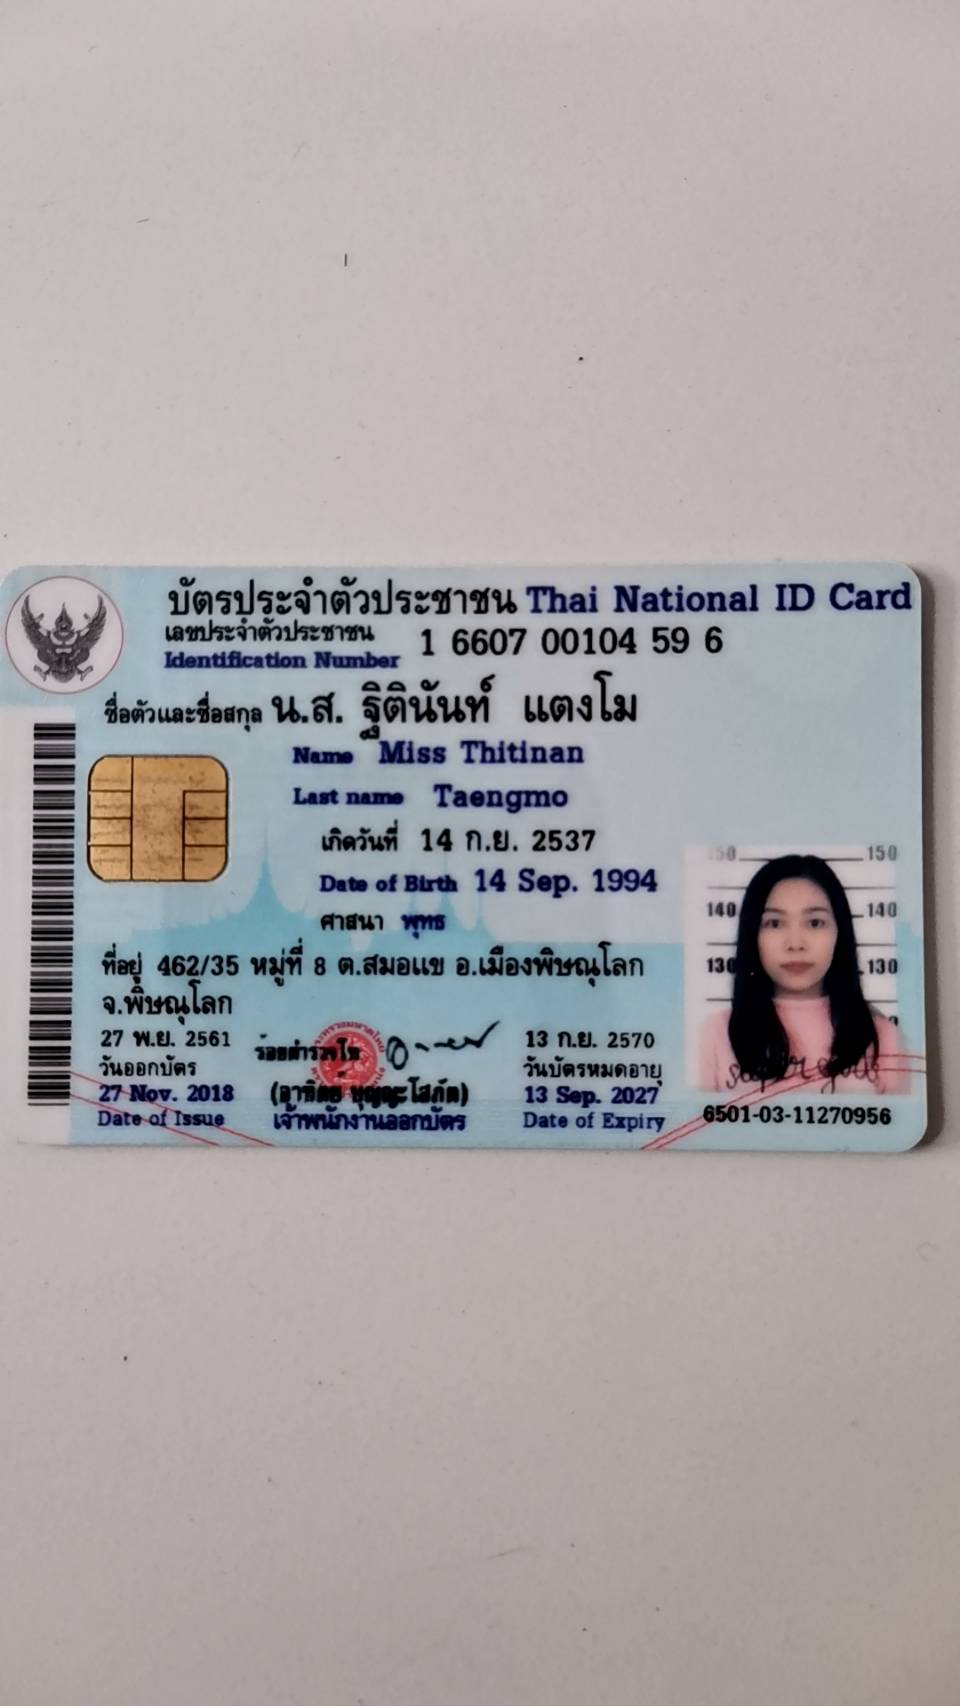 บัตรประจำตัวประชาชน Thai National ID Card
เลขประจำตัวประชาชน
Identification Number
1 6607 00104 59 6
ชื่อตัวและชื่อสกุล น.ส. ฐิตินันท์ แตงโม
Name Miss Thitinan
Last name Taengmo
เกิดวันที่ 14 ก.ย. 2537
Date of Birth 14 Sep. 1994
ศาสนา พุทธ
ที่อยู่ 462/35 หมู่ที่ 8 ต.สมอแข อ.เมืองพิษณุโลก
จ.พิษณุโลก
27 พ.ย. 2561
วันออกบัตร
27 Nov. 2018
Date of Issue
ร้อยตำรวจโท
เจ้าพนักงานออกบัตร
13 ก.ย. 2570
วันบัตรหมดอายุ
13 Sep. 2027
Date of Expiry
150
140 140
130 130
6501-03-11270956